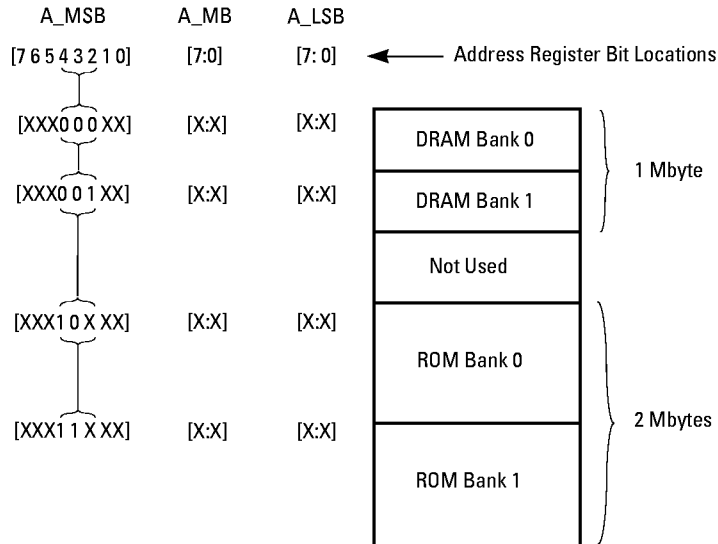 A_MSB A_MB A_LSB
[7 6 5 4 3 2 1 0] [7:0] [7: 0] Address Register Bit Locations
[XXX0 0 0 XX] [X:X] [X:X] DRAM Bank 0
1 Mbyte
[XXX0 0 1 XX] [X:X] [X:X] DRAM Bank 1
Not Used
[XXX1 0 X XX] [X:X] [X:X]
ROM Bank 0
2 Mbytes
[XXX1 1 X XX] [X:X] [X:X]
ROM Bank 1